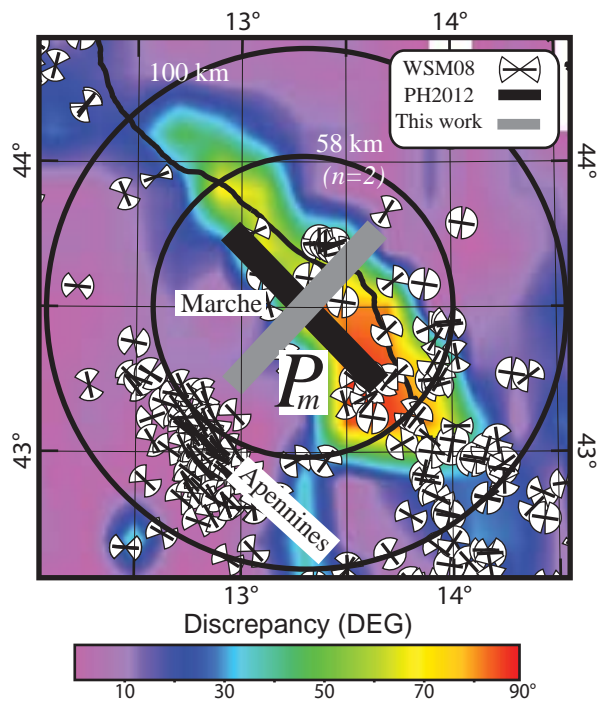 13° 14°
WSM08
PH2012
This work
100 km
58 km
(n=2)
44° 44°
Marche
Pm
43° 43°
Apennines
13° 14°
Discrepancy (DEG)
10 30 50 70 90°